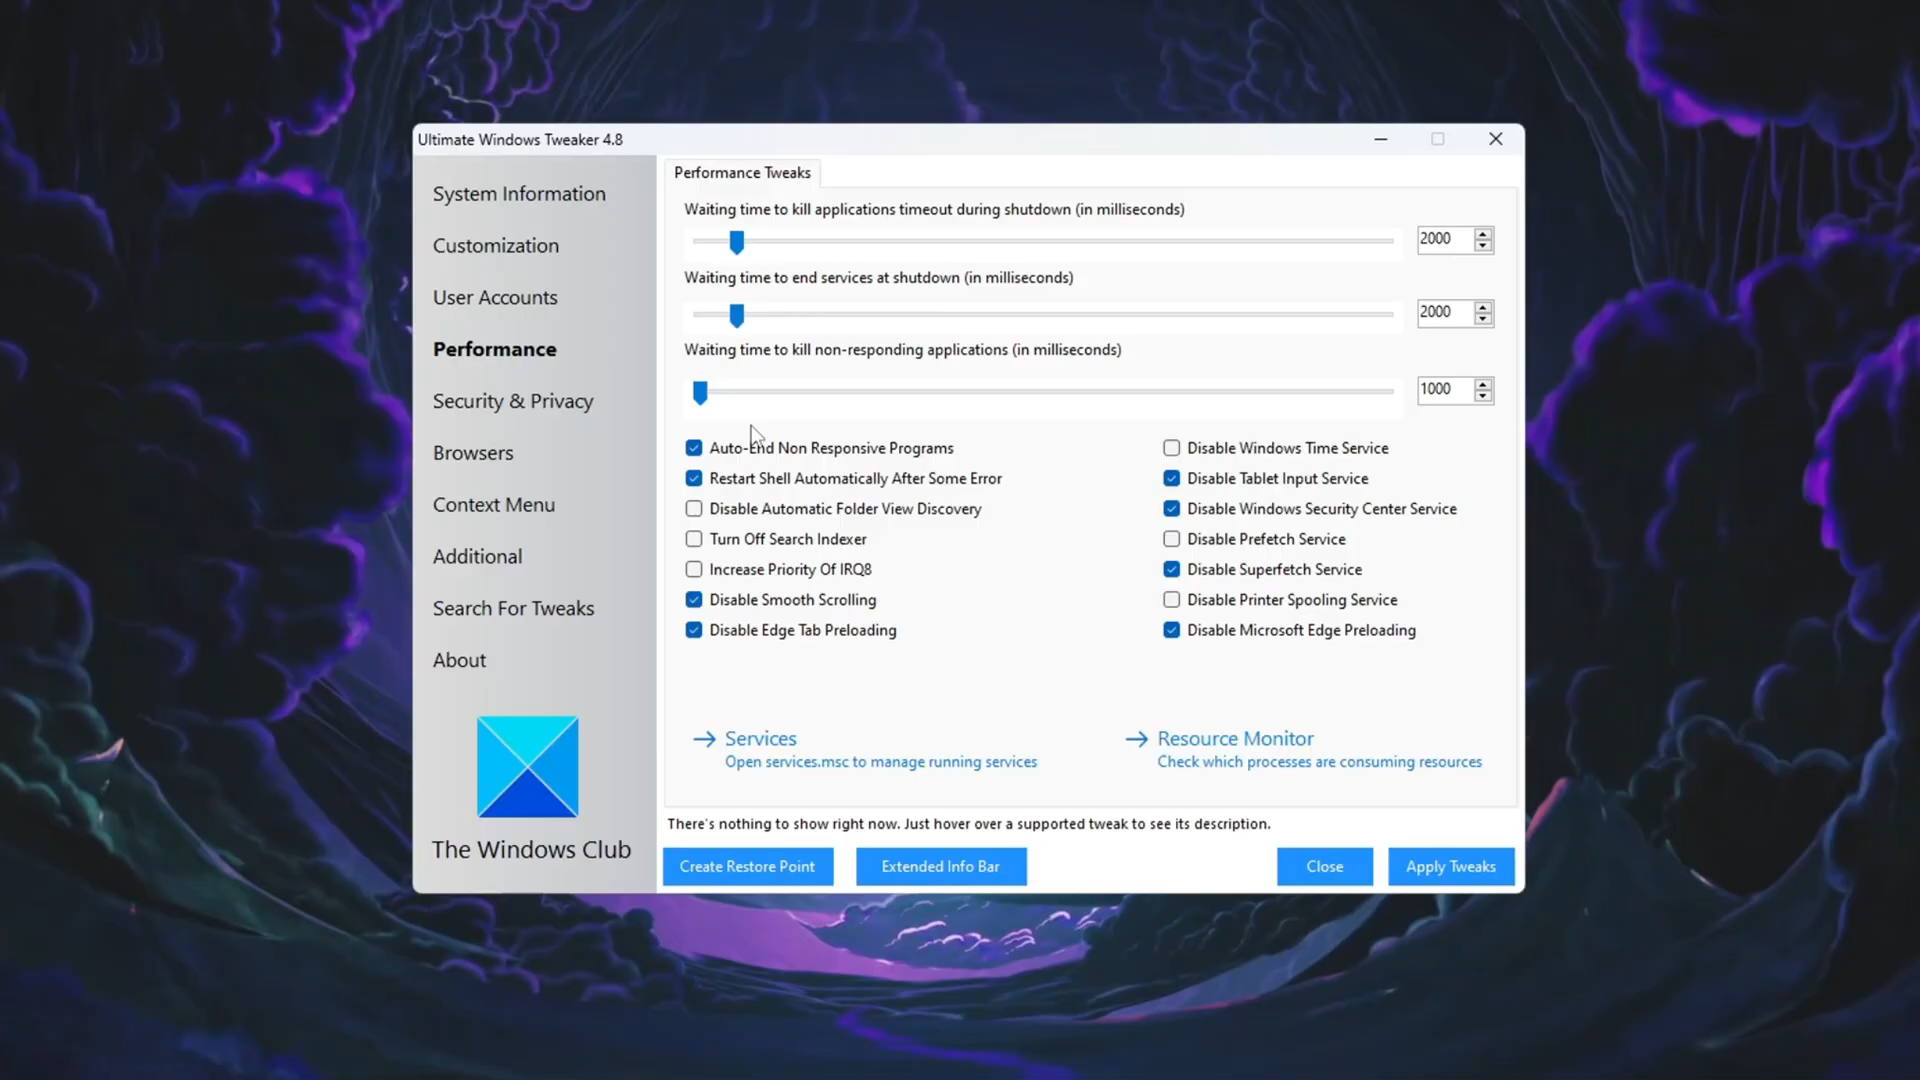 Ultimate Windows Tweaker 4.8
System Information
Customization
User Accounts
Performance
Security & Privacy
Browsers
Context Menu
Additional
Search For Tweaks
About
The Windows Club
Performance Tweaks
Waiting time to kill applications timeout during shutdown (in milliseconds)
2000
Waiting time to end services at shutdown (in milliseconds)
2000
Waiting time to kill non-responding applications (in milliseconds)
1000
Auto-End Non Responsive Programs
Restart Shell Automatically After Some Error
Disable Automatic Folder View Discovery
Turn Off Search Indexer
Increase Priority Of IRQ8
Disable Smooth Scrolling
Disable Edge Tab Preloading
Disable Windows Time Service
Disable Tablet Input Service
Disable Windows Security Center Service
Disable Prefetch Service
Disable Superfetch Service
Disable Printer Spooling Service
Disable Microsoft Edge Preloading
Services
Open services.msc to manage running services
Resource Monitor
Check which processes are consuming resources
There's nothing to show right now. Just hover over a supported tweak to see its description.
Create Restore Point
Extended Info Bar
Close
Apply Tweaks